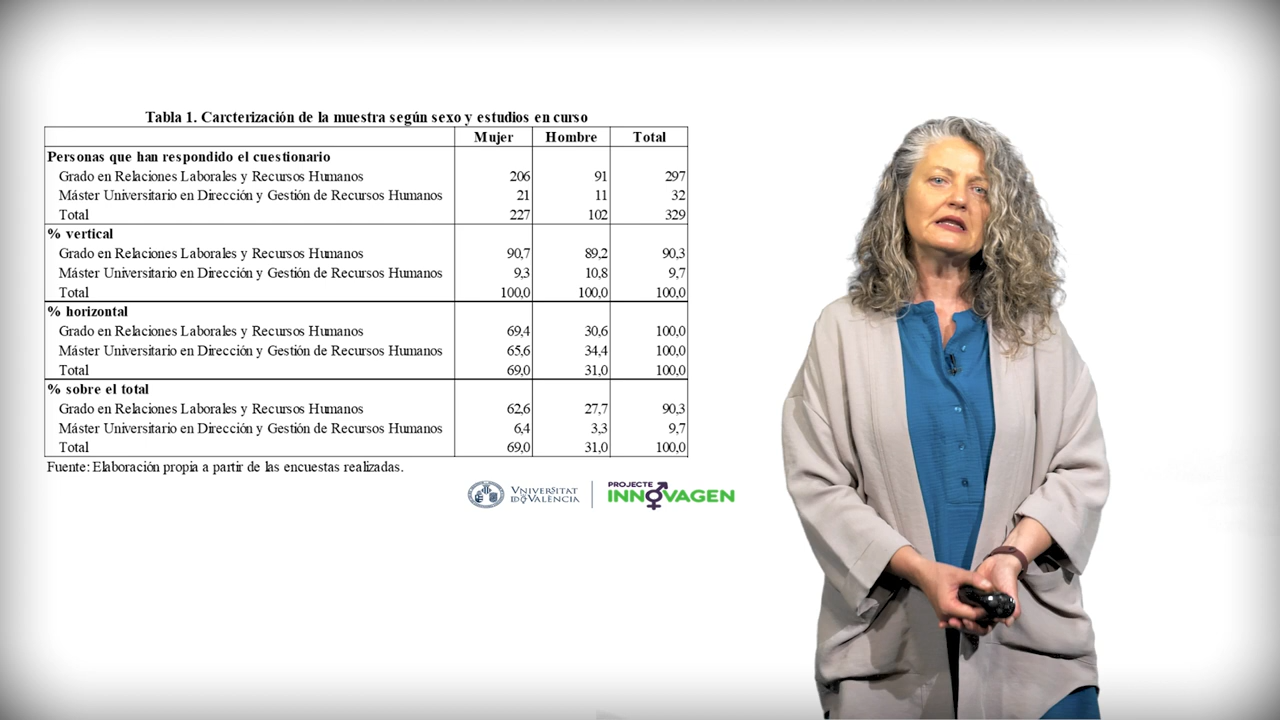 Tabla 1. Carcterización de la muestra según sexo y estudios en curso
Mujer Hombre Total
Personas que han respondido el cuestionario
Grado en Relaciones Laborales y Recursos Humanos 206 91 297
Máster Universitario en Dirección y Gestión de Recursos Humanos 21 11 32
Total 227 102 329
% vertical
Grado en Relaciones Laborales y Recursos Humanos 90,7 89,2 90,3
Máster Universitario en Dirección y Gestión de Recursos Humanos 9,3 10,8 9,7
Total 100,0 100,0 100,0
% horizontal
Grado en Relaciones Laborales y Recursos Humanos 69,4 30,6 100,0
Máster Universitario en Dirección y Gestión de Recursos Humanos 65,6 34,4 100,0
Total 69,0 31,0 100,0
% sobre el total
Grado en Relaciones Laborales y Recursos Humanos 62,6 27,7 90,3
Máster Universitario en Dirección y Gestión de Recursos Humanos 6,4 3,3 9,7
Total 69,0 31,0 100,0
Fuente: Elaboración propia a partir de las encuestas realizadas.
VNIVERSITAT
ID VALÈNCIA
PROJECTE
INNOVAGEN